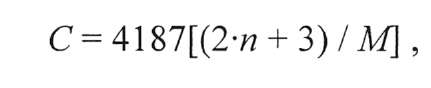 C = 4187[(2·n + 3) / M] ,